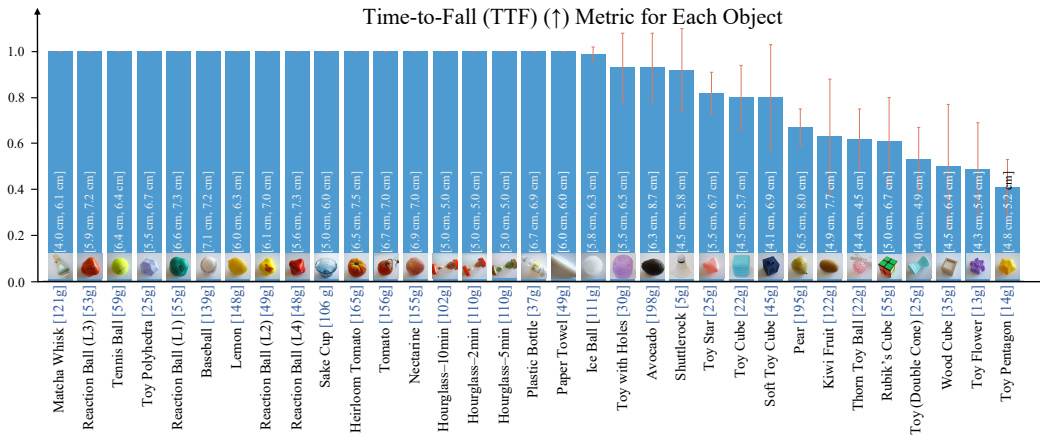 Time-to-Fall (TTF) (↑) Metric for Each Object
1.0
0.8
0.6
0.4
0.2
0.0
[4.0 cm, 6.1 cm]
[5.9 cm, 7.2 cm]
[6.4 cm, 6.4 cm]
[5.5 cm, 6.7 cm]
[6.6 cm, 7.3 cm]
[7.1 cm, 7.2 cm]
[6.0 cm, 6.3 cm]
[6.1 cm, 7.0 cm]
[5.6 cm, 7.3 cm]
[5.0 cm, 6.0 cm]
[6.5 cm, 7.5 cm]
[6.7 cm, 7.0 cm]
[6.9 cm, 7.0 cm]
[5.0 cm, 5.0 cm]
[5.0 cm, 5.0 cm]
[5.0 cm, 5.0 cm]
[6.7 cm, 6.9 cm]
[6.0 cm, 6.0 cm]
[5.8 cm, 6.3 cm]
[5.5 cm, 6.5 cm]
[6.3 cm, 8.7 cm]
[4.5 cm, 5.8 cm]
[5.5 cm, 6.7 cm]
[4.5 cm, 5.7 cm]
[4.1 cm, 6.9 cm]
[6.5 cm, 8.0 cm]
[4.9 cm, 7.7 cm]
[4.4 cm, 4.5 cm]
[5.0 cm, 6.7 cm]
[4.0 cm, 4.9 cm]
[4.5 cm, 6.4 cm]
[4.3 cm, 5.4 cm]
[4.8 cm, 5.2 cm]
Matcha Whisk [121g]
Reaction Ball (L3) [53g]
Tennis Ball [59g]
Toy Polyhedra [25g]
Reaction Ball (L1) [55g]
Baseball [139g]
Lemon [148g]
Reaction Ball (L2) [49g]
Reaction Ball (L4) [48g]
Sake Cup [106 g]
Heirloom Tomato [165g]
Tomato [156g]
Nectarine [155g]
Hourglass–10min [102g]
Hourglass–2min [110g]
Hourglass–5min [110g]
Plastic Bottle [37g]
Paper Towel [49g]
Ice Ball [11g]
Toy with Holes [30g]
Avocado [198g]
Shuttlerock [5g]
Toy Star [25g]
Toy Cube [22g]
Soft Toy Cube [45g]
Pear [195g]
Kiwi Fruit [122g]
Thorn Toy Ball [22g]
Rubik's Cube [55g]
Toy (Double Cone) [25g]
Wood Cube [35g]
Toy Flower [13g]
Toy Pentagon [14g]